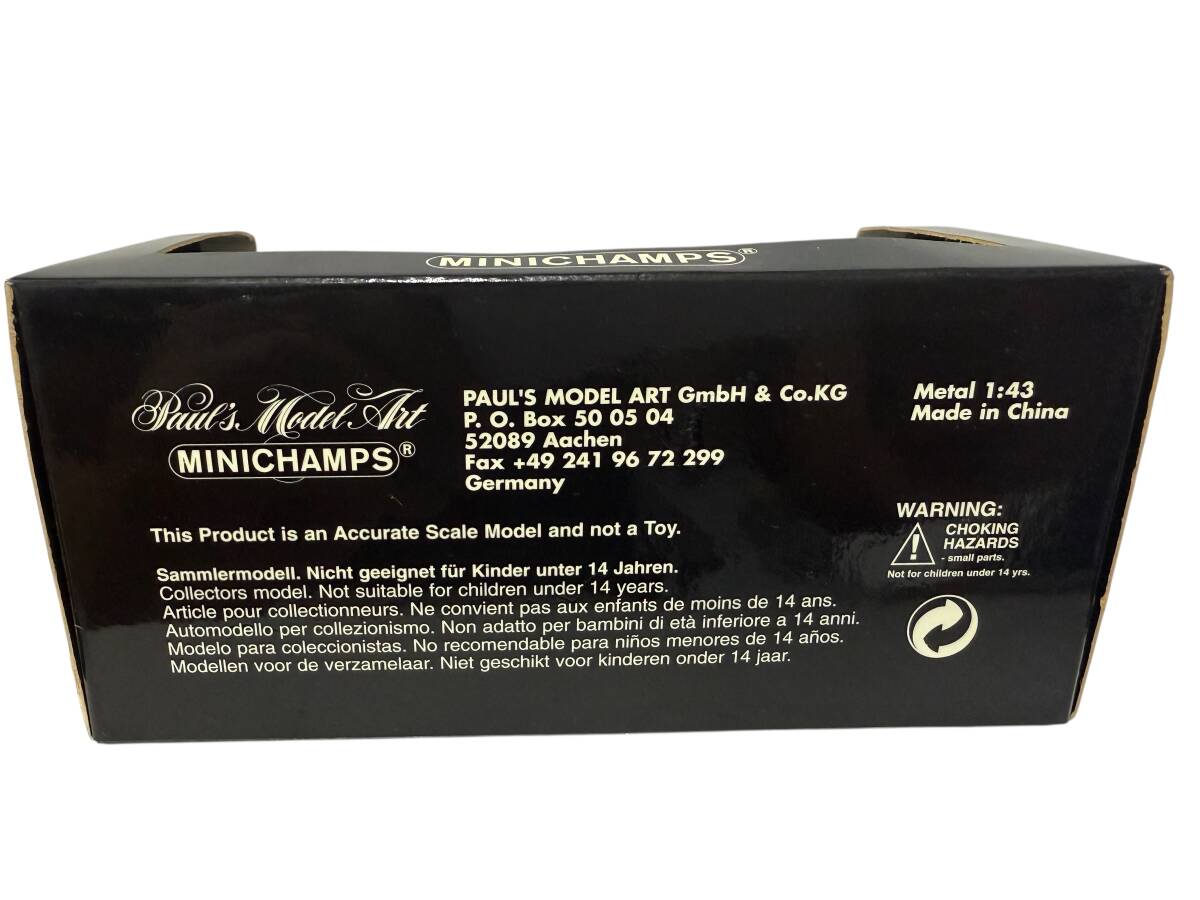 MINICHAMPS®
Paul's Model Art
MINICHAMPS®
PAUL'S MODEL ART GmbH & Co.KG
P. O. Box 50 05 04
52089 Aachen
Fax +49 241 96 72 299
Germany
Metal 1:43
Made in China
This Product is an Accurate Scale Model and not a Toy.
Sammlermodell. Nicht geeignet für Kinder unter 14 Jahren.
Collectors model. Not suitable for children under 14 years.
Article pour collectionneurs. Ne convient pas aux enfants de moins de 14 ans.
Automodello per collezionismo. Non adatto per bambini di età inferiore a 14 anni.
Modelo para coleccionistas. No recomendable para niños menores de 14 años.
Modellen voor de verzamelaar. Niet geschikt voor kinderen onder 14 jaar.
WARNING:
CHOKING
HAZARDS
- small parts.
Not for children under 14 yrs.